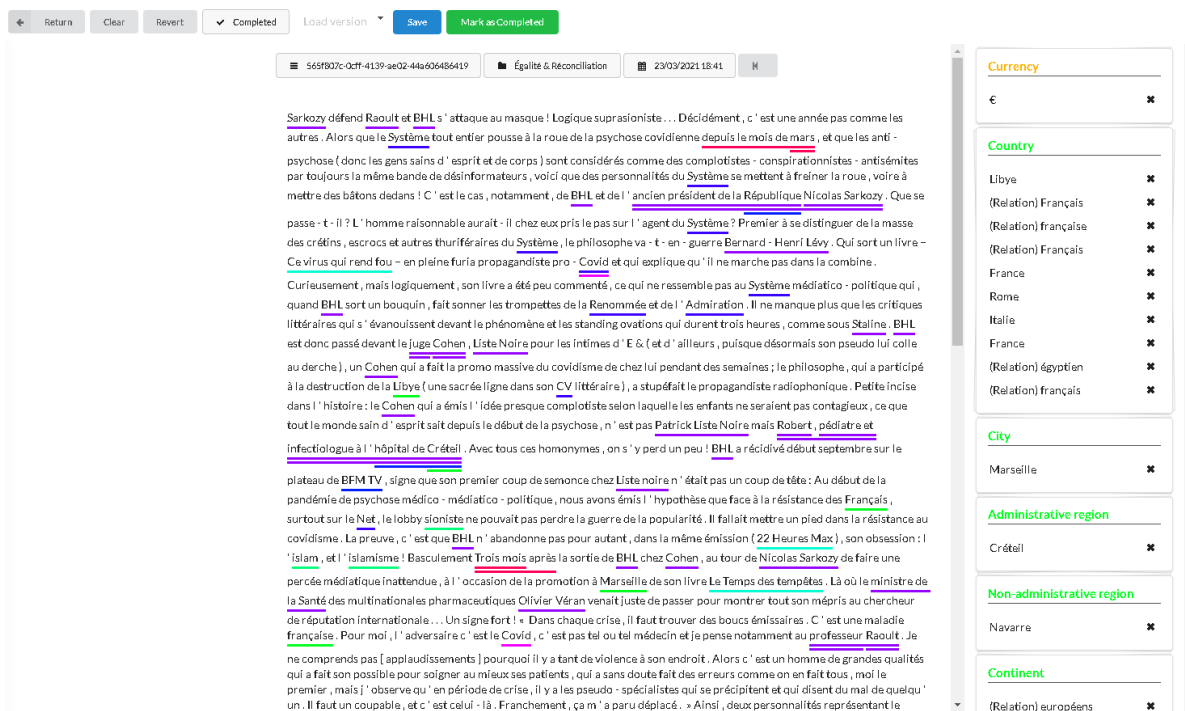 Return Clear Revert Completed Load version Save Mark as Completed
565f807c-0cff-4139-ae02-44a606486419 Égalité & Réconciliation 23/03/2021 18:41
Sarkozy défend Raoult et BHL s ' attaque au masque ! Logique suprasioniste . . . Décidément , c ' est une année pas comme les
autres . Alors que le Système tout entier pousse à la roue de la psychose covidienne depuis le mois de mars , et que les anti -
psychose ( donc les gens sains d ' esprit et de corps ) sont considérés comme des complotistes - conspirationnistes - antisémites
par toujours la même bande de désinformateurs , voici que des personnalités du Système se mettent à freiner la roue , voire à
mettre des bâtons dedans ! C ' est le cas , notamment , de BHL et de l ' ancien président de la République Nicolas Sarkozy . Que se
passe - t - il ? L ' homme raisonnable aurait - il chez eux pris le pas sur l ' agent du Système ? Premier à se distinguer de la masse
des crétins , escrocs et autres thuriféraires du Système , le philosophe va - t - en - guerre Bernard - Henri Lévy . Qui sort un livre –
Ce virus qui rend fou – en pleine furia propagandiste pro - Covid et qui explique qu ' il ne marche pas dans la combine .
Curieusement , mais logiquement , son livre a été peu commenté , ce qui ne ressemble pas au Système médiatico - politique qui ,
quand BHL sort un bouquin , fait sonner les trompettes de la Renommée et de l ' Admiration . Il ne manque plus que les critiques
littéraires qui s ' évanouissent devant le phénomène et les standing ovations qui durent trois heures , comme sous Staline . BHL
est donc passé devant le juge Cohen , Liste Noire pour les intimes d ' E & ( et d ' ailleurs , puisque désormais son pseudo lui colle
au derche ) , un Cohen qui a fait la promo massive du covidisme de chez lui pendant des semaines ; le philosophe , qui a participé
à la destruction de la Libye ( une sacrée ligne dans son CV littéraire ) , a stupéfait le propagandiste radiophonique . Petite incise
dans l ' histoire : le Cohen qui a émis l ' idée presque complotiste selon laquelle les enfants ne seraient pas contagieux , ce que
tout le monde sain d ' esprit sait depuis le début de la psychose , n ' est pas Patrick Liste Noire mais Robert , pédiatre et
infectiologue à l ' hôpital de Créteil . Avec tous ces homonymes , on s ' y perd un peu ! BHL a récidivé début septembre sur le
plateau de BFM TV , signe que son premier coup de semonce chez Liste noire n ' était pas un coup de tête : Au début de la
pandémie de psychose médico - médiatico - politique , nous avons émis l ' hypothèse que face à la résistance des Français ,
surtout sur le Net , le lobby sioniste ne pouvait pas perdre la guerre de la popularité . Il fallait mettre un pied dans la résistance au
covidisme . La preuve , c ' est que BHL n ' abandonne pas pour autant , dans la même émission ( 22 Heures Max ) , son obsession : l
' islam , et l ' islamisme ! Basculement Trois mois après la sortie de BHL chez Cohen , au tour de Nicolas Sarkozy de faire une
percée médiatique inattendue , à l ' occasion de la promotion à Marseille de son livre Le Temps des tempêtes . Là où le ministre de
la Santé des multinationales pharmaceutiques Olivier Véran venait juste de passer pour montrer tout son mépris au chercheur
de réputation internationale . . . Un signe fort ! « Dans chaque crise , il faut trouver des boucs émissaires . C ' est une maladie
française . Pour moi , l ' adversaire c ' est le Covid , c ' est pas tel ou tel médecin et je pense notamment au professeur Raoult . Je
ne comprends pas [ applaudissements ] pourquoi il y a tant de violence à son endroit . Alors c ' est un homme de grandes qualités
qui a fait son possible pour soigner au mieux ses patients , qui a sans doute fait des erreurs comme on en fait tous , moi le
premier , mais j ' observe qu ' en période de crise , il y a les pseudo - spécialistes qui se précipitent et qui disent du mal de quelqu '
un . Il faut un coupable , et c ' est celui - là . Franchement , ça m ' a paru déplacé . » Ainsi , deux personnalités représentant le
Currency
€
Country
Libye
(Relation) Français
(Relation) française
(Relation) Français
France
Rome
Italie
France
(Relation) égyptien
(Relation) français
City
Marseille
Administrative region
Créteil
Non-administrative region
Navarre
Continent
(Relation) européens